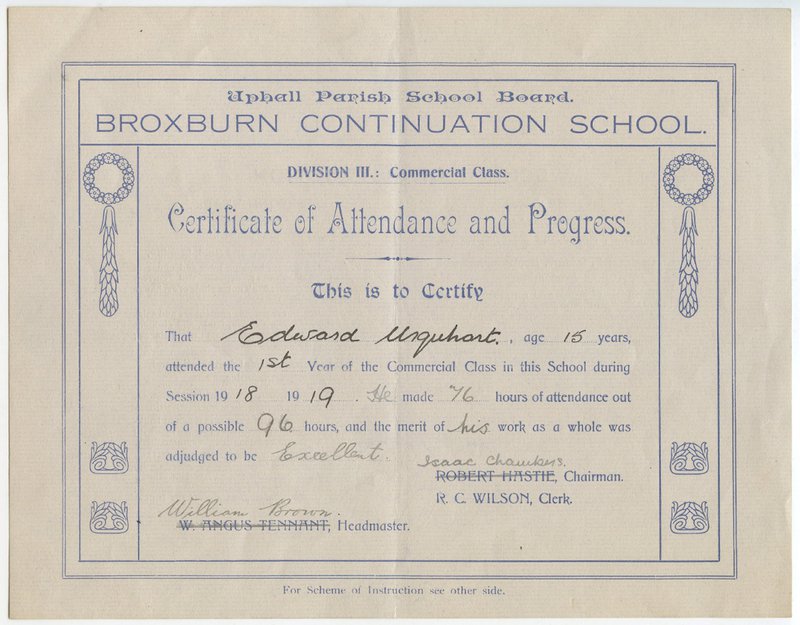 Uphall Parish School Board.
BROXBURN CONTINUATION SCHOOL.
DIVISION III.: Commercial Class.
Certificate of Attendance and Progress.
This is to Certify
That Edward Urquhart. , age 15 years,
attended the 1st Year of the Commercial Class in this School during
Session 19 18 19 19 . He made 76 hours of attendance out
of a possible 96 hours, and the merit of his work as a whole was
adjudged to be Excellent.
Isaac Chambers.
ROBERT HASTIE, Chairman.
R. C. WILSON, Clerk.
William Brown.
W. ANGUS TENNANT, Headmaster.
For Scheme of Instruction see other side.